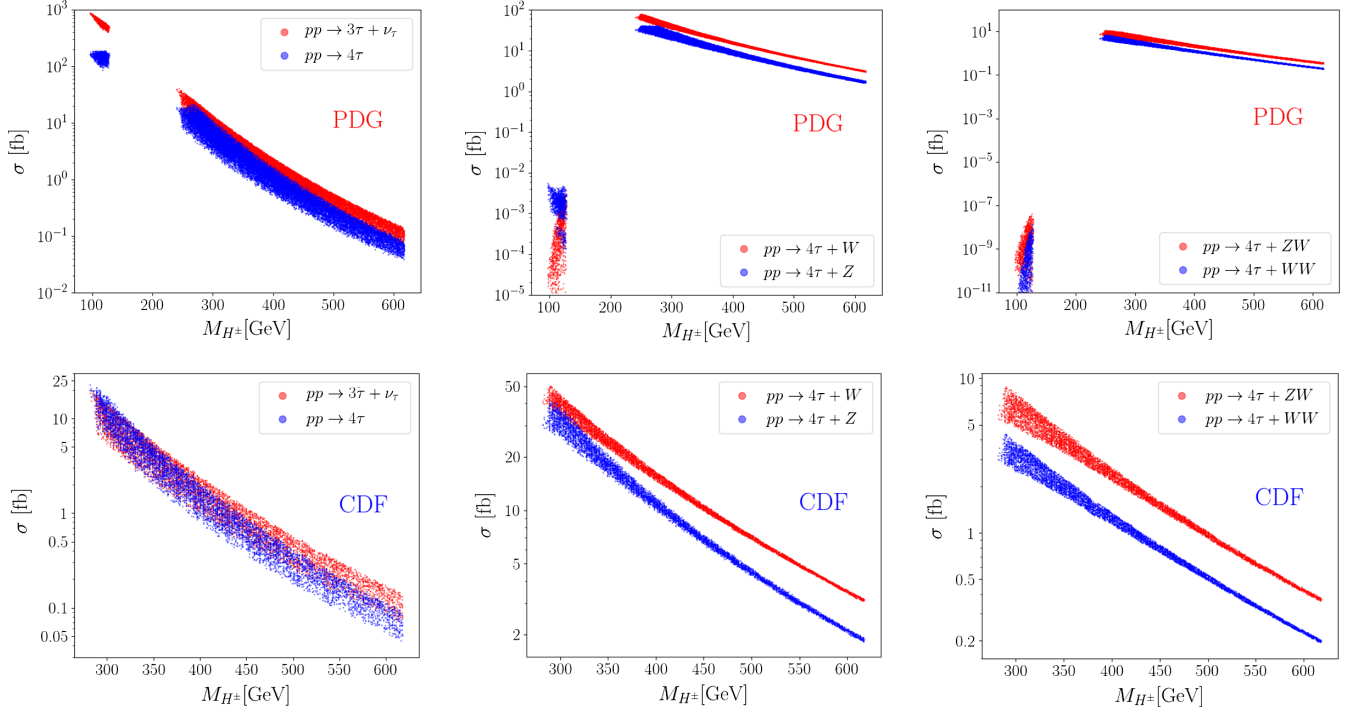 10³
10²
10¹
10⁰
10⁻¹
10⁻²
σ [fb]
pp → 3τ + ν_τ
pp → 4τ
PDG
100 200 300 400 500 600
M_H± [GeV]
10²
10¹
10⁰
10⁻¹
10⁻²
10⁻³
10⁻⁴
10⁻⁵
σ [fb]
PDG
pp → 4τ + W
pp → 4τ + Z
100 200 300 400 500 600
M_H± [GeV]
10¹
10⁻¹
10⁻³
10⁻⁵
10⁻⁷
10⁻⁹
10⁻¹¹
σ [fb]
PDG
pp → 4τ + ZW
pp → 4τ + WW
100 200 300 400 500 600
M_H± [GeV]
25
10
5
1
0.5
0.1
0.05
σ [fb]
pp → 3τ + ν_τ
pp → 4τ
CDF
300 350 400 450 500 550 600
M_H± [GeV]
50
20
10
5
2
σ [fb]
pp → 4τ + W
pp → 4τ + Z
CDF
300 350 400 450 500 550 600
M_H± [GeV]
10
5
1
0.5
0.2
σ [fb]
pp → 4τ + ZW
pp → 4τ + WW
CDF
300 350 400 450 500 550 600
M_H± [GeV]